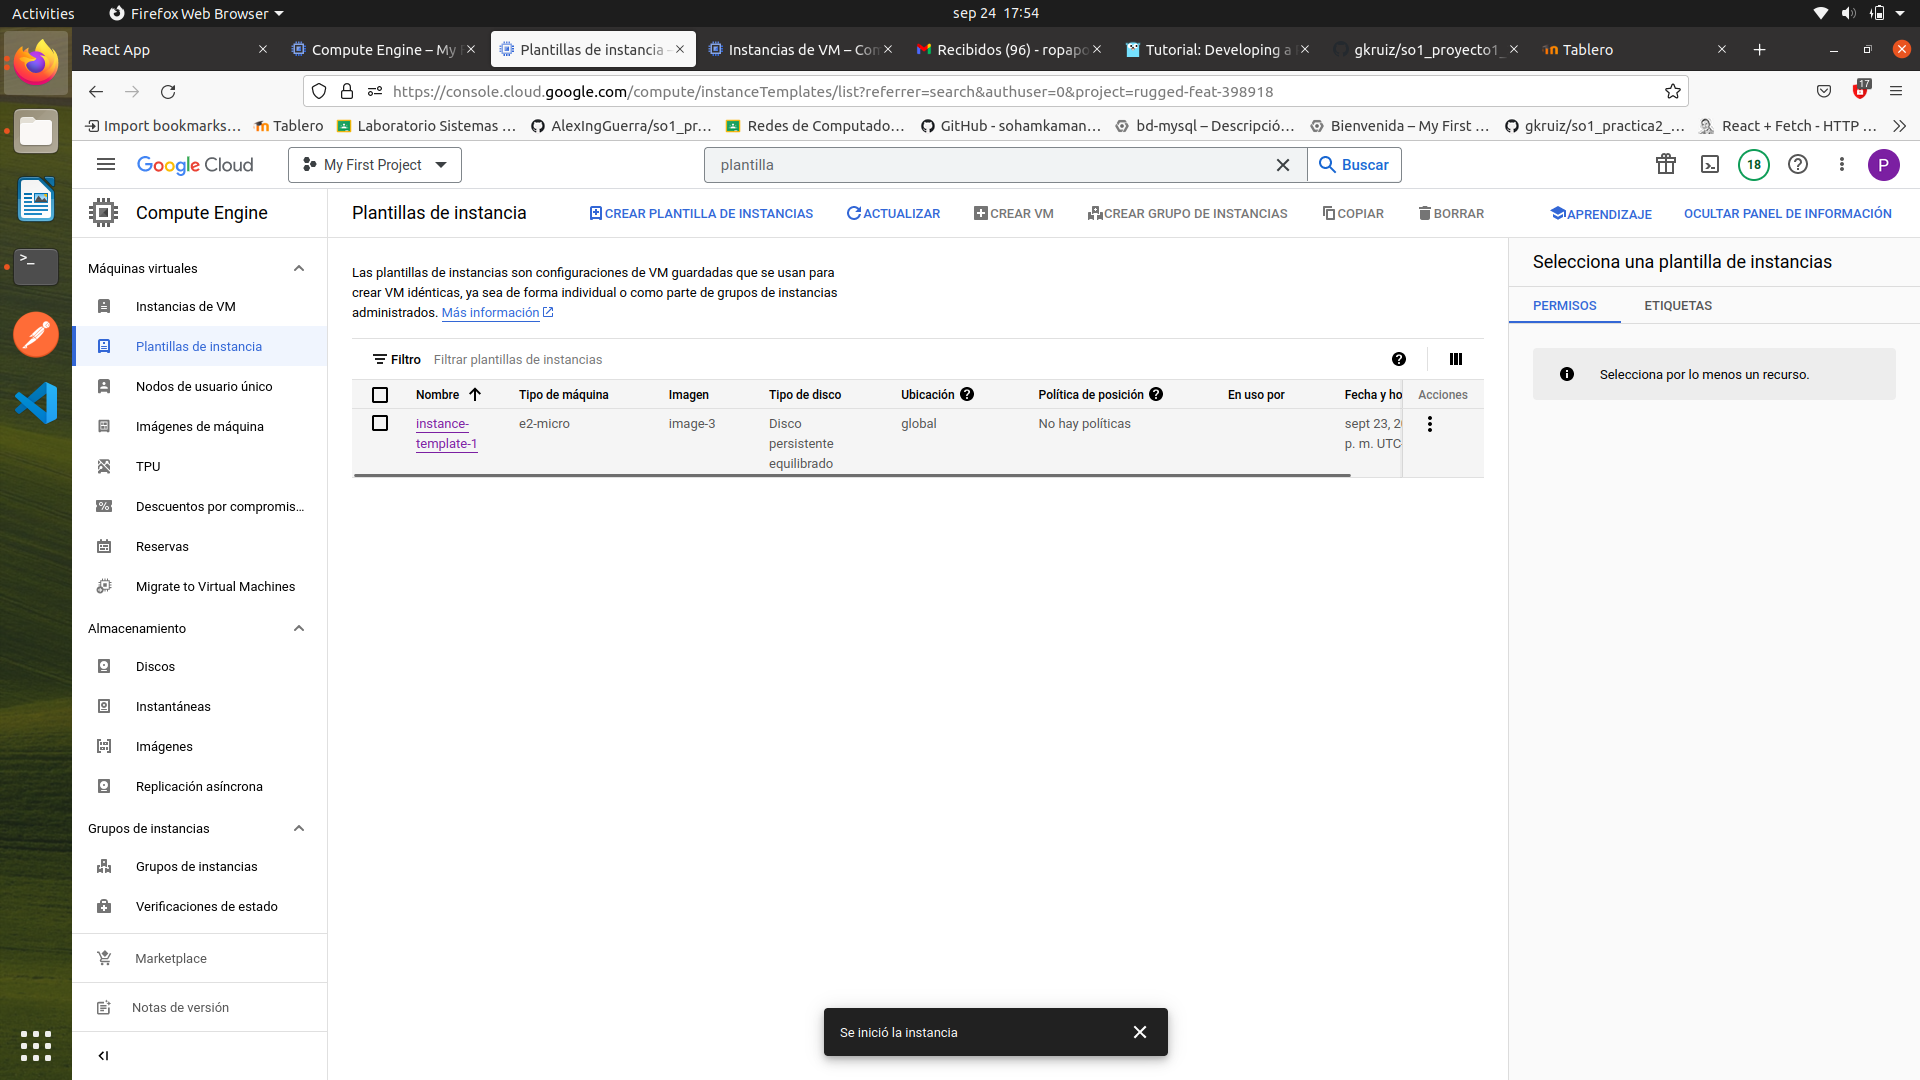 Activities
Firefox Web Browser
sep 24 17:54
React App
Compute Engine – My
Plantillas de instancia
Instancias de VM – Con
Recibidos (96) - ropapo
Tutorial: Developing a
gkruiz/so1_proyecto1_
Tablero
https://console.cloud.google.com/compute/instanceTemplates/list?referrer=search&authuser=0&project=rugged-feat-398918
17
Import bookmarks...
Tablero
Laboratorio Sistemas ...
AlexIngGuerra/so1_pr...
Redes de Computado...
GitHub - sohamkaman...
bd-mysql – Descripció...
Bienvenida – My First ...
gkruiz/so1_practica2_...
React + Fetch - HTTP ...
Google Cloud
My First Project
plantilla
Buscar
18
P
Compute Engine
Plantillas de instancia
CREAR PLANTILLA DE INSTANCIAS
ACTUALIZAR
CREAR VM
CREAR GRUPO DE INSTANCIAS
COPIAR
BORRAR
APRENDIZAJE
OCULTAR PANEL DE INFORMACIÓN
Máquinas virtuales
Instancias de VM
Plantillas de instancia
Nodos de usuario único
Imágenes de máquina
TPU
Descuentos por compromis...
Reservas
Migrate to Virtual Machines
Almacenamiento
Discos
Instantáneas
Imágenes
Replicación asíncrona
Grupos de instancias
Grupos de instancias
Verificaciones de estado
Marketplace
Notas de versión
Las plantillas de instancias son configuraciones de VM guardadas que se usan para
crear VM idénticas, ya sea de forma individual o como parte de grupos de instancias
administrados. Más información
Filtro
Filtrar plantillas de instancias
Nombre
Tipo de máquina
Imagen
Tipo de disco
Ubicación
Política de posición
En uso por
Fecha y ho
Acciones
instance-
template-1
e2-micro
image-3
Disco
persistente
equilibrado
global
No hay políticas
sept 23, 2
p. m. UTC
Selecciona una plantilla de instancias
PERMISOS
ETIQUETAS
Selecciona por lo menos un recurso.
Se inició la instancia